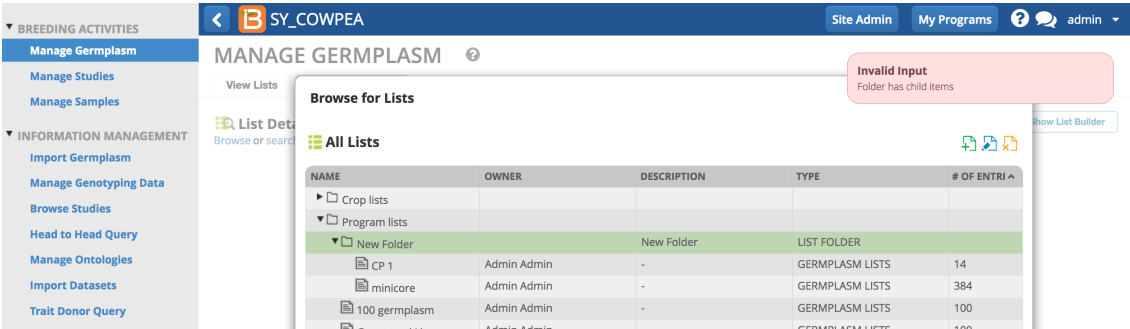 BREEDING ACTIVITIES
Manage Germplasm
Manage Studies
Manage Samples
INFORMATION MANAGEMENT
Import Germplasm
Manage Genotyping Data
Browse Studies
Head to Head Query
Manage Ontologies
Import Datasets
Trait Donor Query
B SY_COWPEA Site Admin My Programs ? admin
MANAGE GERMPLASM ?
Invalid Input
Folder has child items
View Lists
Browse for Lists
List Deta
Show List Builder
Browse or search
All Lists
NAME OWNER DESCRIPTION TYPE # OF ENTRI
Crop lists
Program lists
New Folder New Folder LIST FOLDER
CP 1 Admin Admin - GERMPLASM LISTS 14
minicore Admin Admin - GERMPLASM LISTS 384
100 germplasm Admin Admin - GERMPLASM LISTS 100